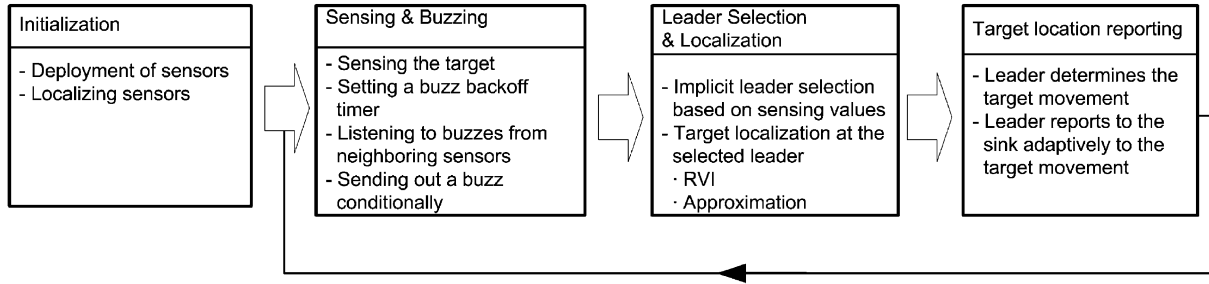 Initialization
- Deployment of sensors
- Localizing sensors
Sensing & Buzzing
- Sensing the target
- Setting a buzz backoff
timer
- Listening to buzzes from
neighboring sensors
- Sending out a buzz
conditionally
Leader Selection
& Localization
- Implicit leader selection
based on sensing values
- Target localization at the
selected leader
· RVI
· Approximation
Target location reporting
- Leader determines the
target movement
- Leader reports to the
sink adaptively to the
target movement